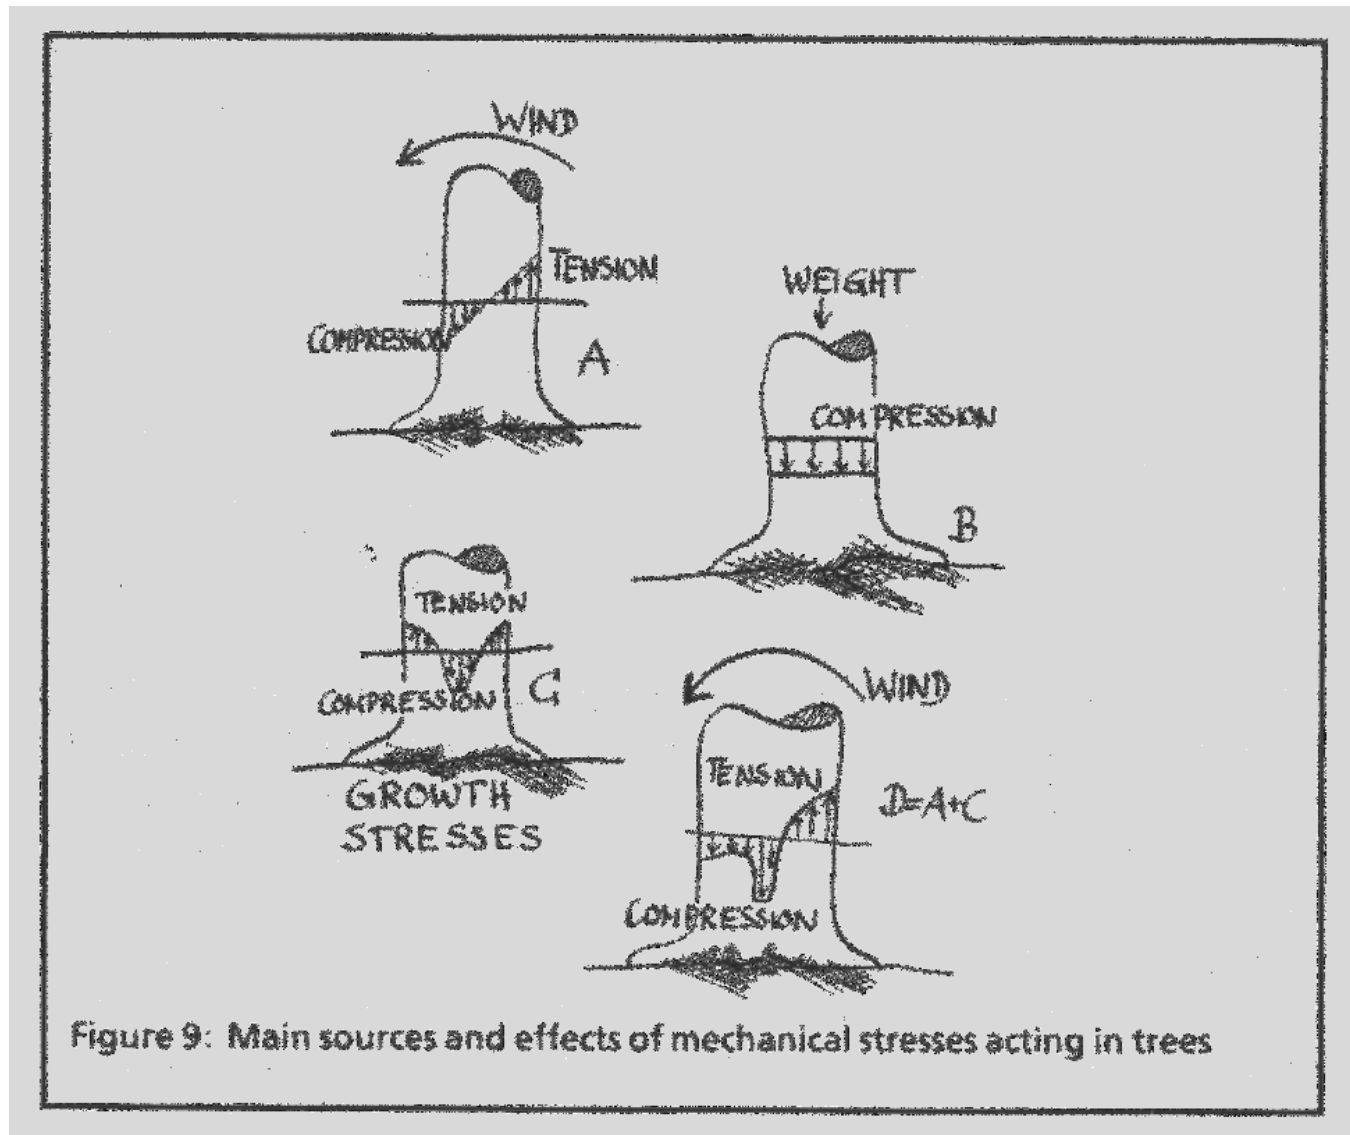 WIND
TENSION
COMPRESSION
A
WEIGHT
COMPRESSION
B
TENSION
COMPRESSION
C
GROWTH
STRESSES
WIND
TENSION
D=A+C
COMPRESSION
Figure 9: Main sources and effects of mechanical stresses acting in trees